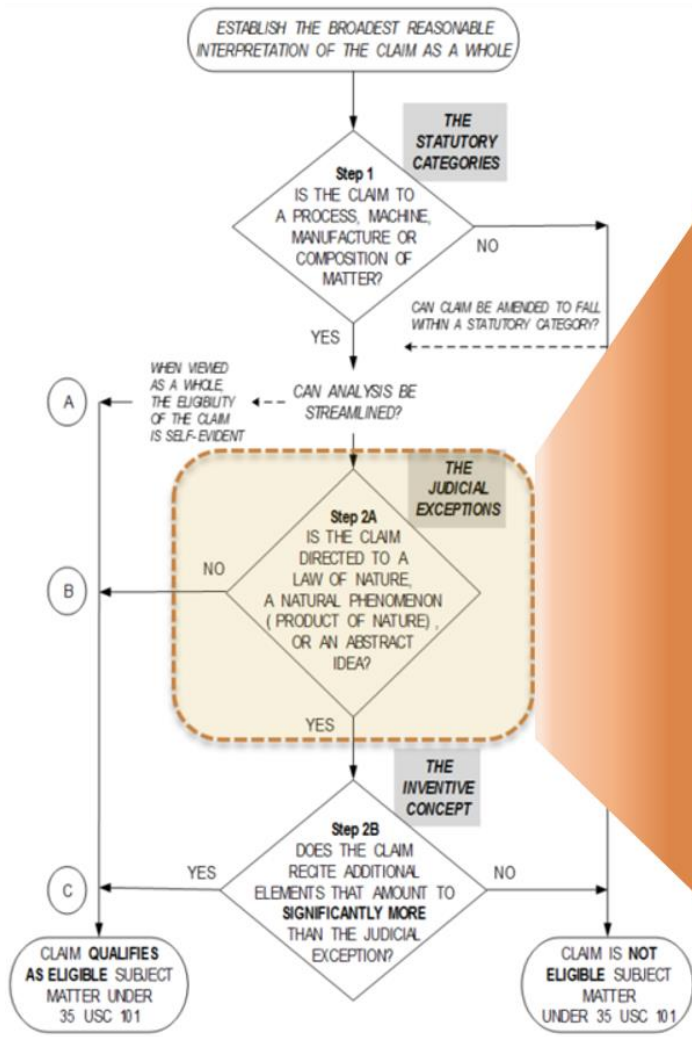 ESTABLISH THE BROADEST REASONABLE
INTERPRETATION OF THE CLAIM AS A WHOLE
THE
STATUTORY
CATEGORIES
Step 1
IS THE CLAIM TO
A PROCESS, MACHINE,
MANUFACTURE OR
COMPOSITION OF
MATTER?
NO
YES
CAN CLAIM BE AMENDED TO FALL
WITHIN A STATUTORY CATEGORY?
WHEN VIEWED
AS A WHOLE,
THE ELIGIBILITY
OF THE CLAIM
IS SELF-EVIDENT
A
CAN ANALYSIS BE
STREAMLINED?
THE
JUDICIAL
EXCEPTIONS
Step 2A
IS THE CLAIM
DIRECTED TO A
LAW OF NATURE,
A NATURAL PHENOMENON
( PRODUCT OF NATURE) ,
OR AN ABSTRACT
IDEA?
NO
B
YES
THE
INVENTIVE
CONCEPT
Step 2B
DOES THE CLAIM
RECITE ADDITIONAL
ELEMENTS THAT AMOUNT TO
SIGNIFICANTLY MORE
THAN THE JUDICIAL
EXCEPTION?
YES
NO
C
CLAIM QUALIFIES
AS ELIGIBLE SUBJECT
MATTER UNDER
35 USC 101
CLAIM IS NOT
ELIGIBLE SUBJECT
MATTER
UNDER 35 USC 101